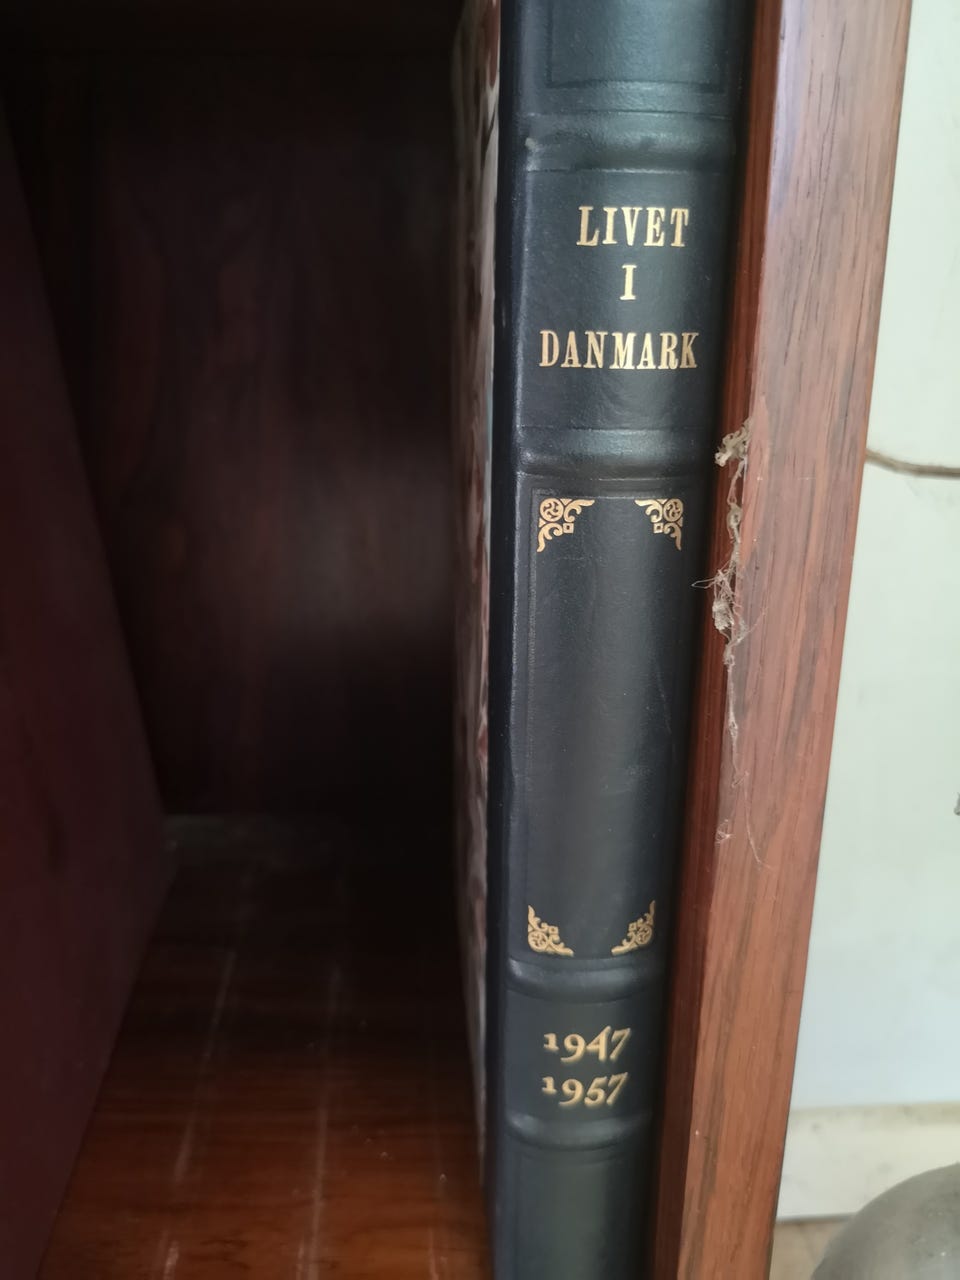 LIVET
I
DANMARK
1947
1957